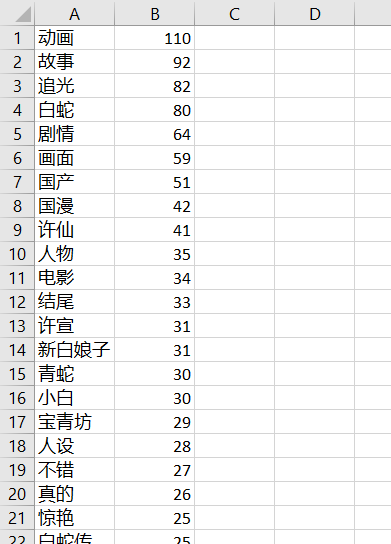 A B C D
1 动画 110
2 故事 92
3 追光 82
4 白蛇 80
5 剧情 64
6 画面 59
7 国产 51
8 国漫 42
9 许仙 41
10 人物 35
11 电影 34
12 结尾 33
13 许宣 31
14 新白娘子 31
15 青蛇 30
16 小白 30
17 宝青坊 29
18 人设 28
19 不错 27
20 真的 26
21 惊艳 25
22 白蛇传 25